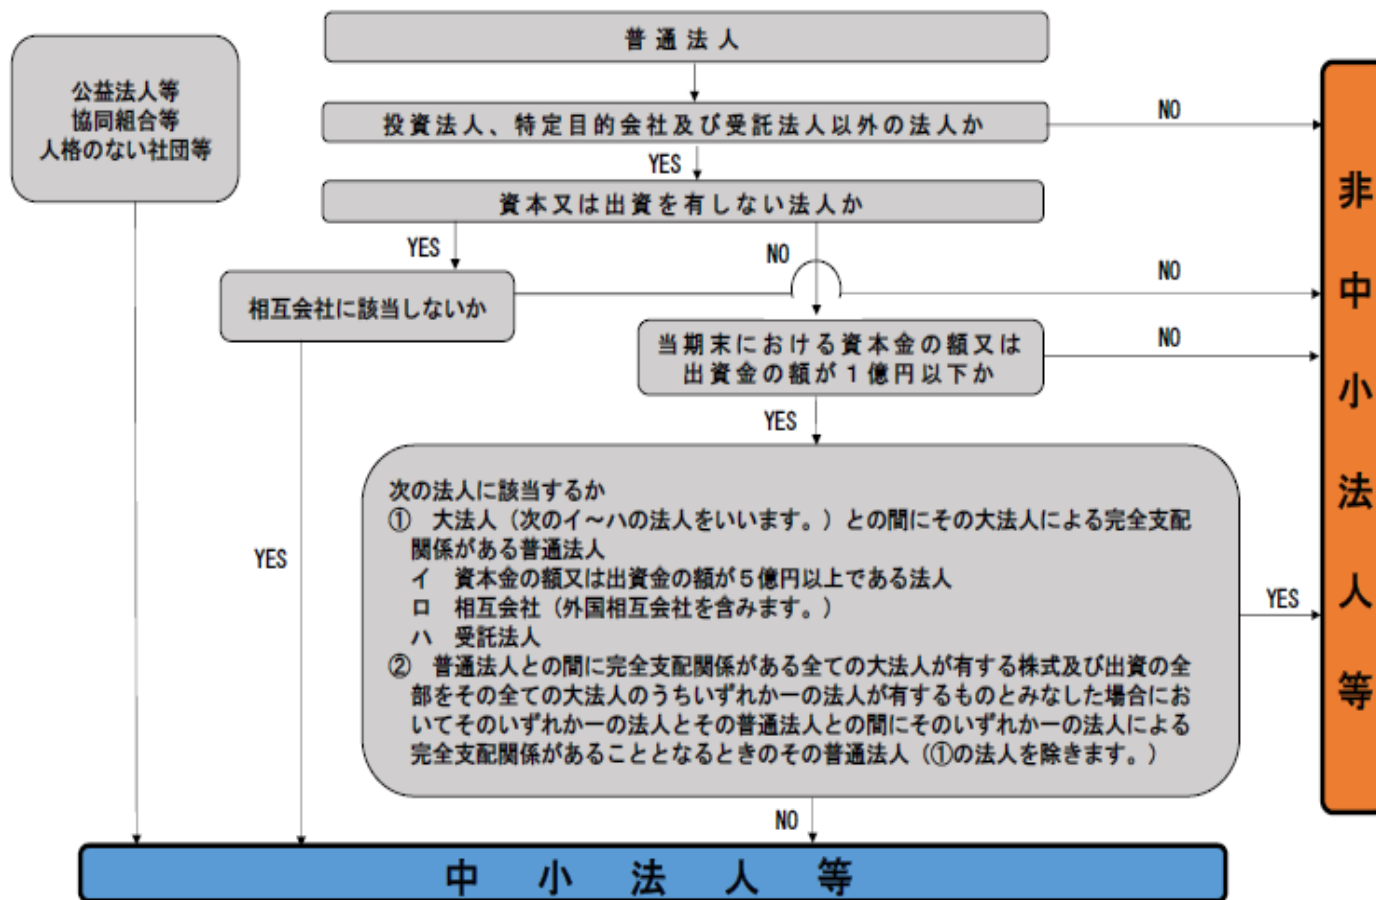 普通法人
公益法人等
協同組合等
人格のない社団等
投資法人、特定目的会社及び受託法人以外の法人か
NO
YES
資本又は出資を有しない法人か
YES
NO
NO
相互会社に該当しないか
当期末における資本金の額又は
出資金の額が1億円以下か
NO
YES
次の法人に該当するか
① 大法人（次のイ～ハの法人をいいます。）との間にその大法人による完全支配
関係がある普通法人
イ 資本金の額又は出資金の額が5億円以上である法人
ロ 相互会社（外国相互会社を含みます。）
ハ 受託法人
② 普通法人との間に完全支配関係がある全ての大法人が有する株式及び出資の全
部をその全ての大法人のうちいずれか一の法人が有するものとみなした場合にお
いてそのいずれか一の法人とその普通法人との間にそのいずれか一の法人による
完全支配関係があることとなるときのその普通法人（①の法人を除きます。）
YES
YES
NO
非中小法人等
中小法人等